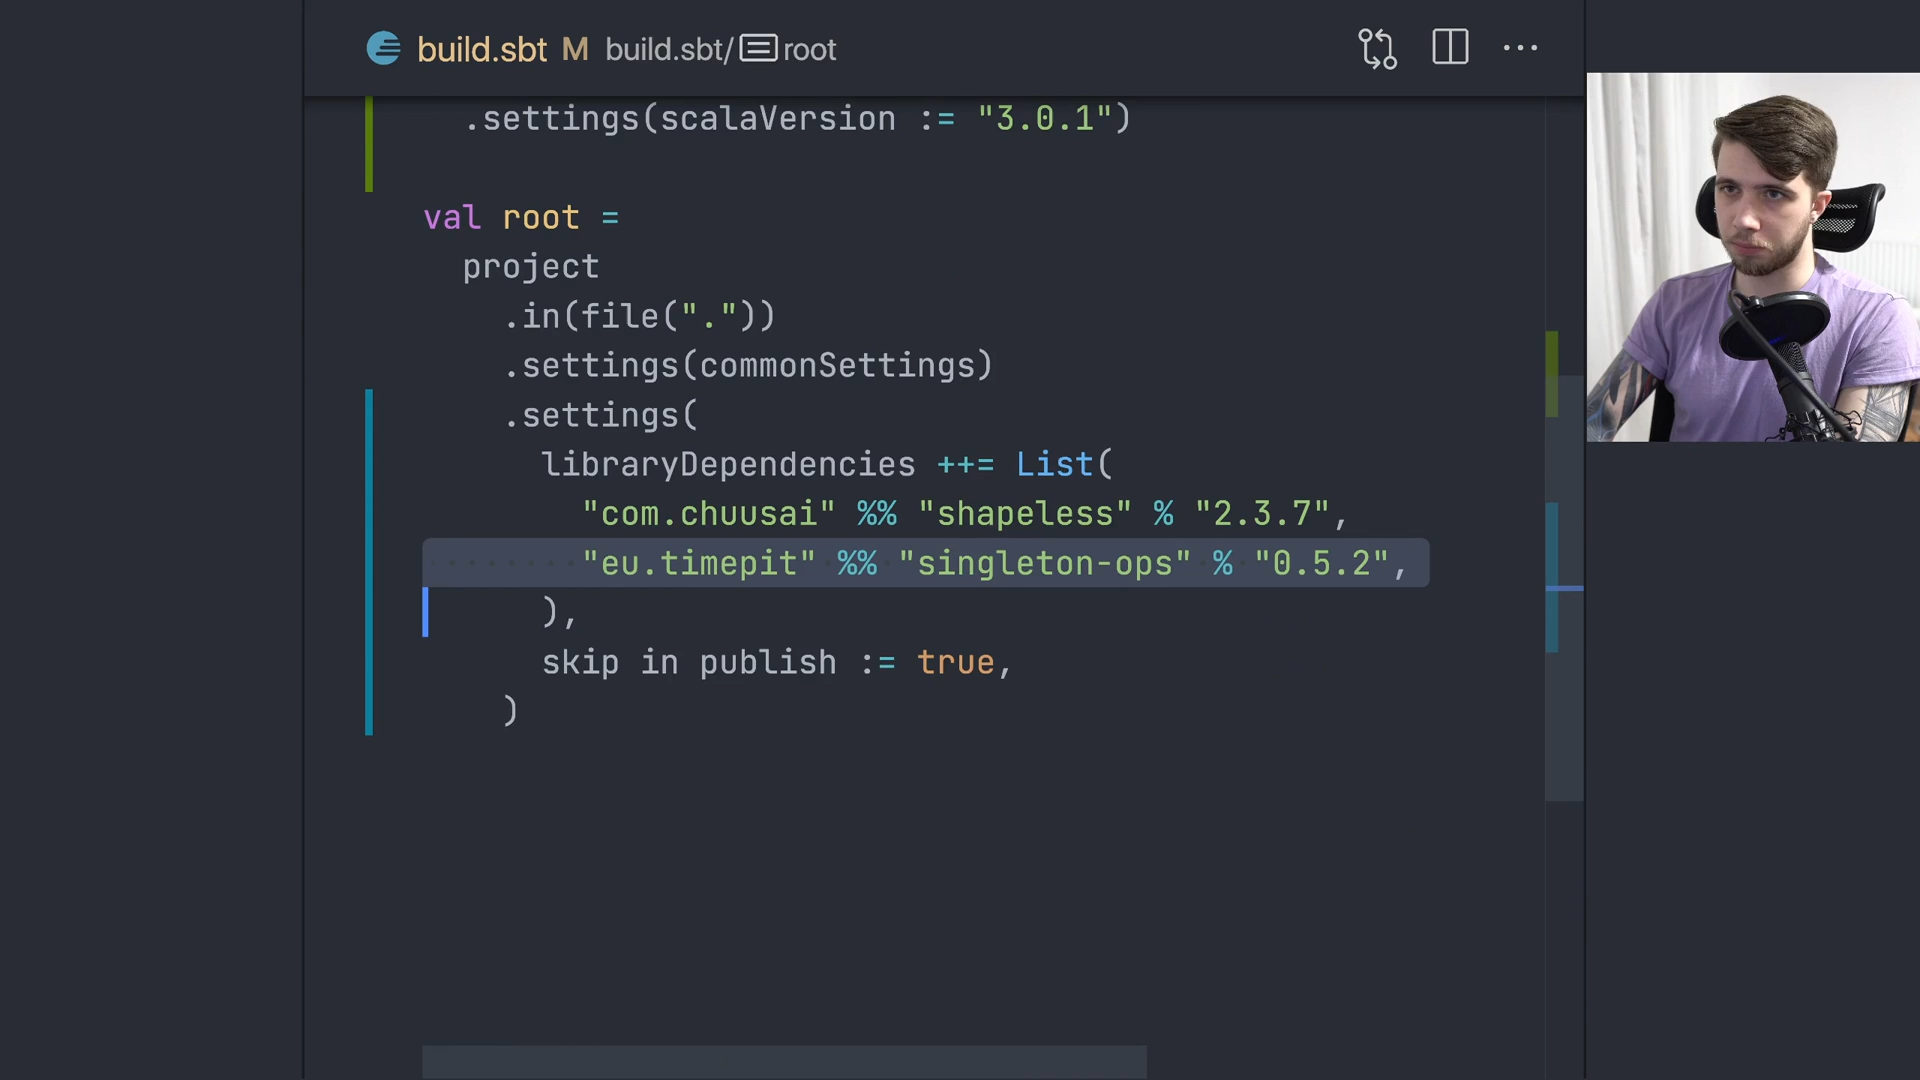 build.sbt M build.sbt/ root
.settings(scalaVersion := "3.0.1")
val root =
project
.in(file("."))
.settings(commonSettings)
.settings(
libraryDependencies ++= List(
"com.chuusai" %% "shapeless" % "2.3.7",
"eu.timepit" %% "singleton-ops" % "0.5.2",
),
skip in publish := true,
)